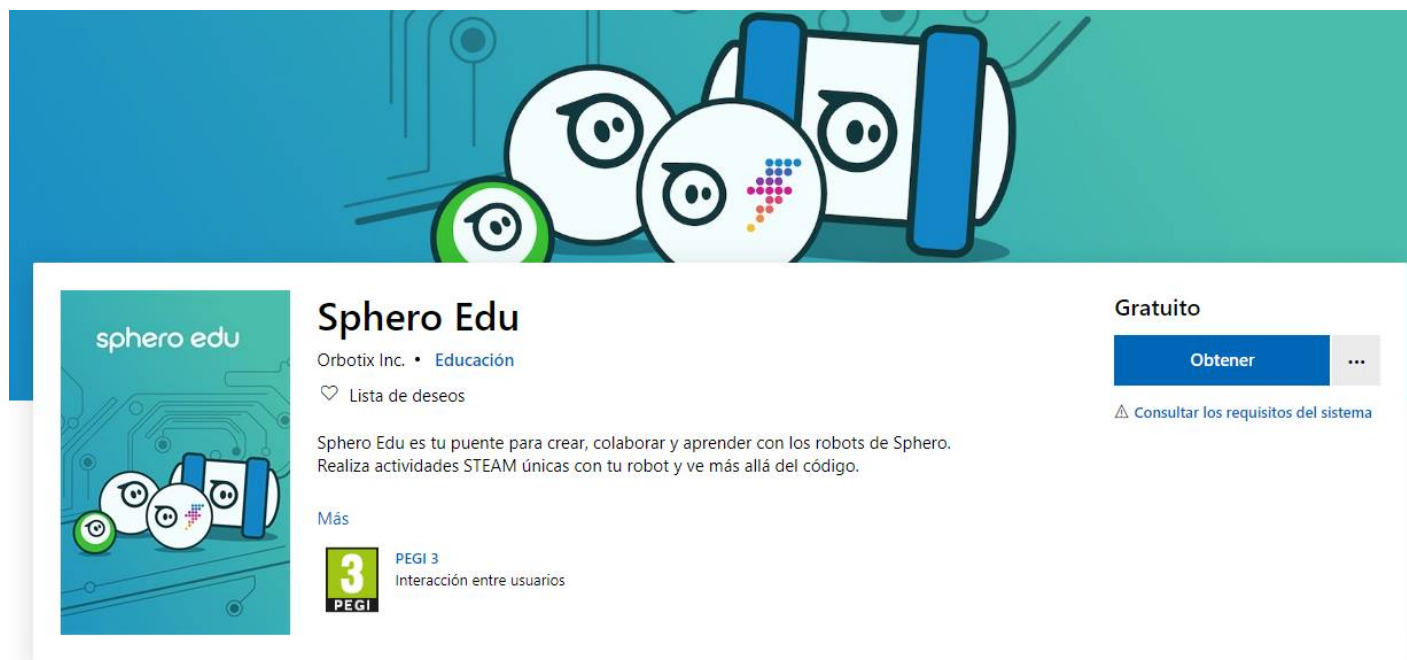 sphero edu
Sphero Edu
Orbotix Inc. • Educación
Lista de deseos
Sphero Edu es tu puente para crear, colaborar y aprender con los robots de Sphero.
Realiza actividades STEAM únicas con tu robot y ve más allá del código.
Más
3
PEGI
PEGI 3
Interacción entre usuarios
Gratuito
Obtener
...
Consultar los requisitos del sistema